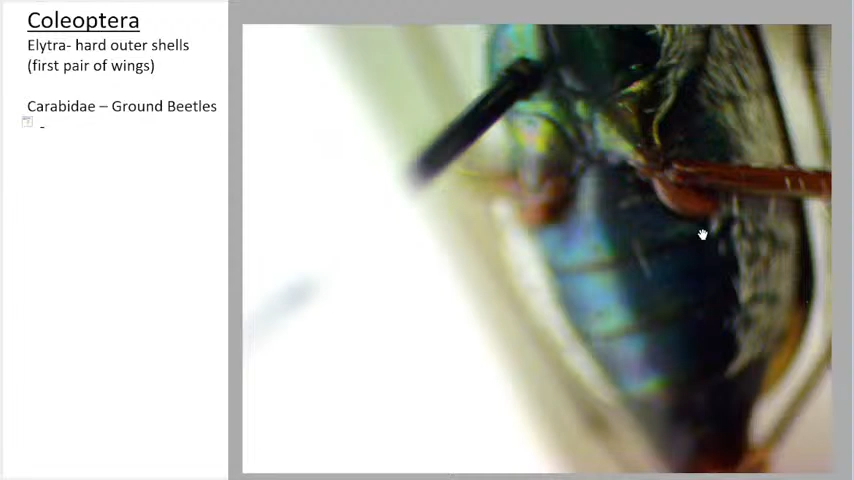 Coleoptera
Elytra- hard outer shells
(first pair of wings)
Carabidae – Ground Beetles
-